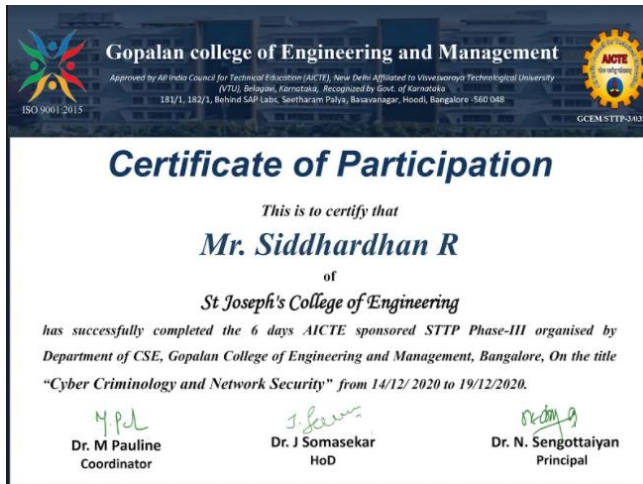 Gopalan college of Engineering and Management
Approved by All India Council for Technical Education (AICTE), New Delhi Affiliated to Visvesvaraya Technological University
(VTU), Belagavi, Karnataka, Recognized by Govt. of Karnataka
181/1, 182/1, Behind SAP Labs, Seetharam Palya, Basavanagar, Hoodi, Bangalore -560 048
ISO 9001:2015
AICTE
GCEM/STTP-3/03
Certificate of Participation
This is to certify that
Mr. Siddhardhan R
of
St Joseph's College of Engineering
has successfully completed the 6 days AICTE sponsored STTP Phase-III organised by
Department of CSE, Gopalan College of Engineering and Management, Bangalore, On the title
“Cyber Criminology and Network Security” from 14/12/ 2020 to 19/12/2020.
Dr. M Pauline
Coordinator
Dr. J Somasekar
HoD
Dr. N. Sengottaiyan
Principal